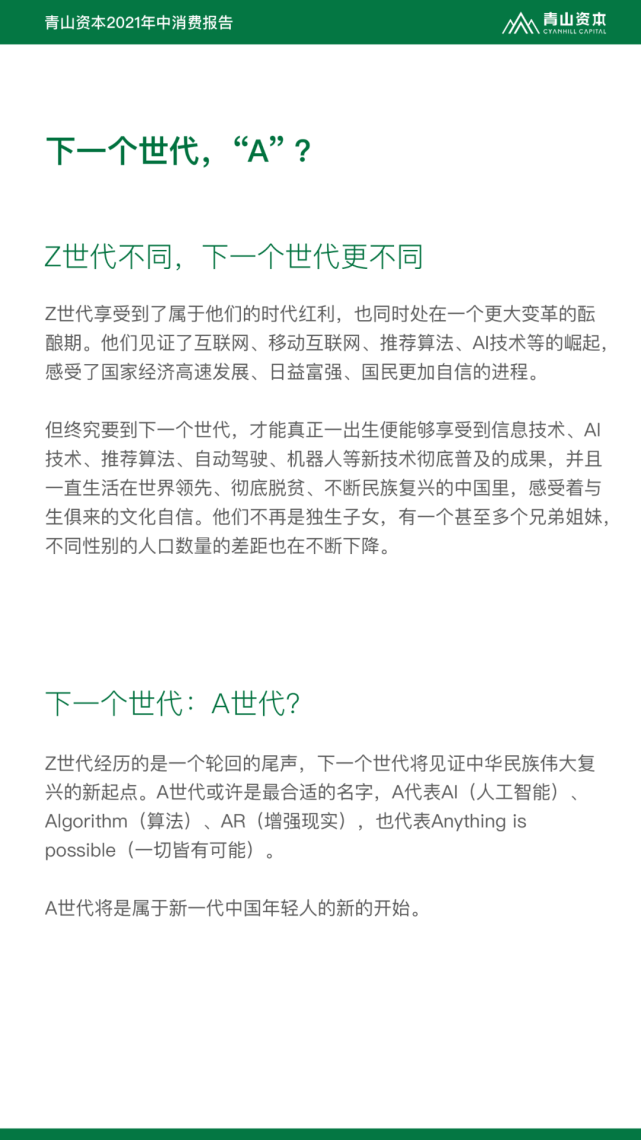 青山资本2021年中消费报告
青山资本
CYANHILL CAPITAL
下一个世代，“A”？
Z世代不同，下一个世代更不同
Z世代享受到了属于他们的时代红利，也同时处在一个更大变革的酝
酿期。他们见证了互联网、移动互联网、推荐算法、AI技术等的崛起，
感受了国家经济高速发展、日益富强、国民更加自信的进程。
但终究要到下一个世代，才能真正一出生便能够享受到信息技术、AI
技术、推荐算法、自动驾驶、机器人等新技术彻底普及的成果，并且
一直生活在世界领先、彻底脱贫、不断民族复兴的中国里，感受着与
生俱来的文化自信。他们不再是独生子女，有一个甚至多个兄弟姐妹，
不同性别的人口数量的差距也在不断下降。
下一个世代：A世代?
Z世代经历的是一个轮回的尾声，下一个世代将见证中华民族伟大复
兴的新起点。A世代或许是最合适的名字，A代表AI（人工智能）、
Algorithm（算法）、AR（增强现实），也代表Anything is
possible（一切皆有可能）。
A世代将是属于新一代中国年轻人的新的开始。